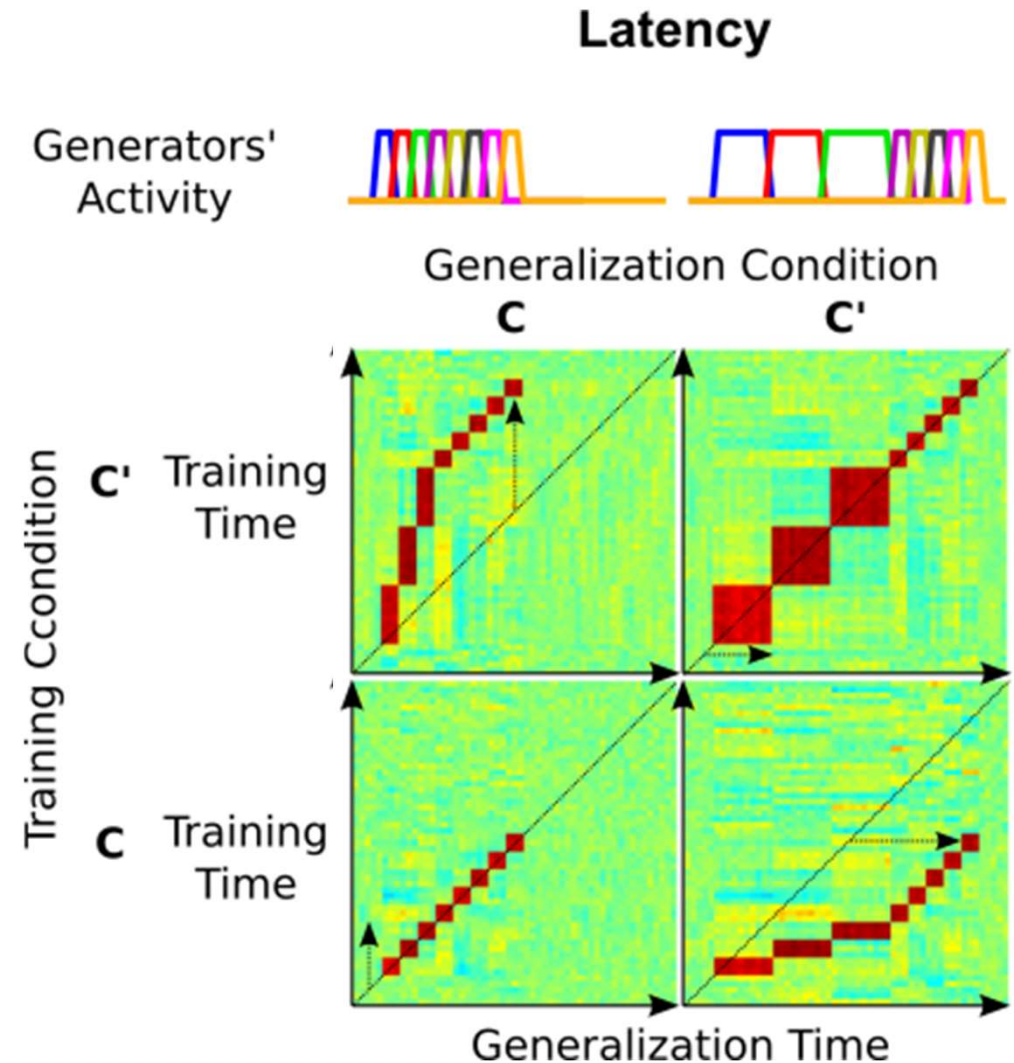 Latency
Generators'
Activity
Generalization Condition
C C'
Training Ccondition
C' Training
Time
C Training
Time
Generalization Time